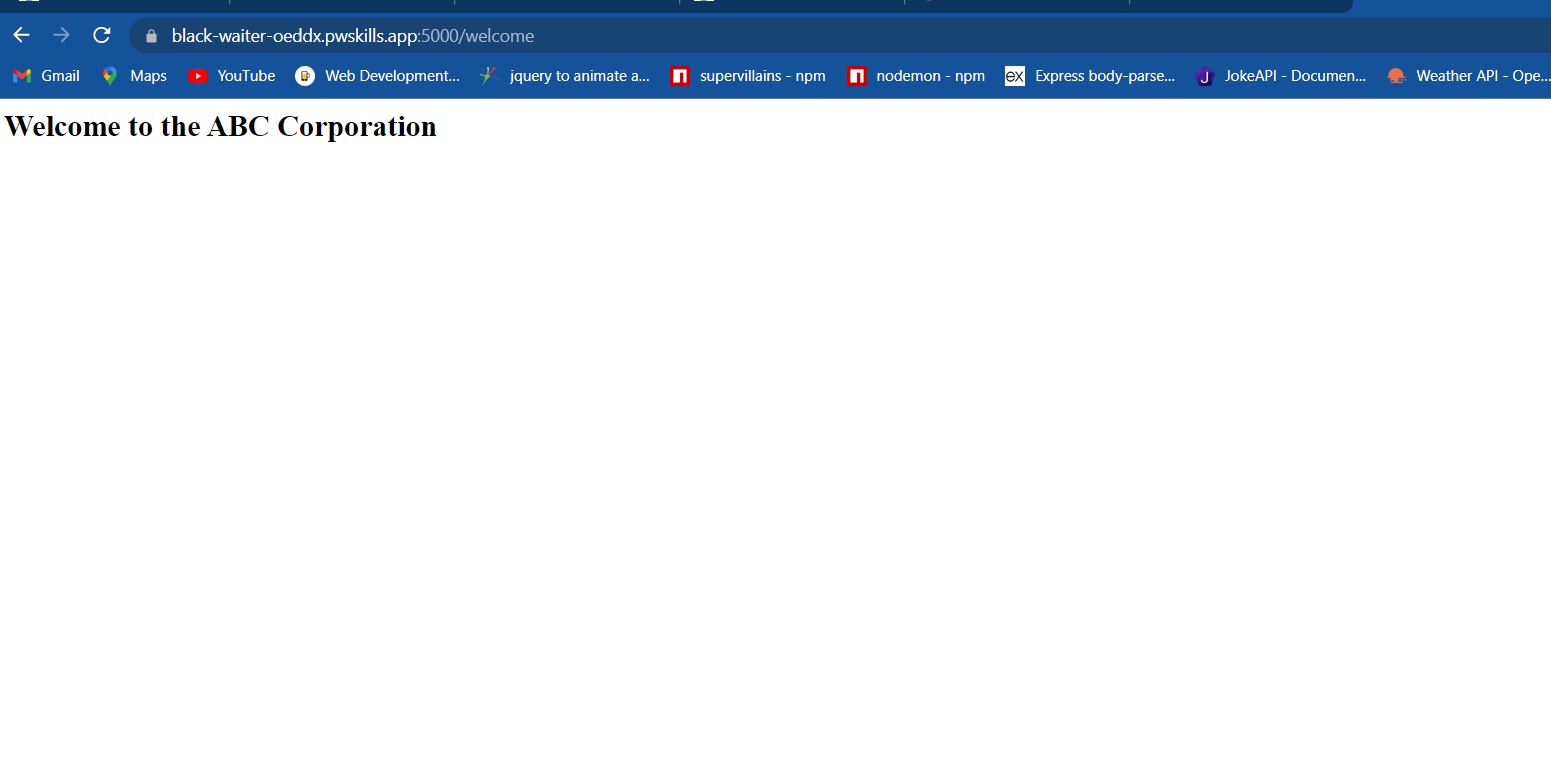 black-waiter-oeddx.pwskills.app:5000/welcome
Gmail Maps YouTube Web Development... jquery to animate a... supervillains - npm nodemon - npm ex Express body-parse... J JokeAPI - Documen... Weather API - Ope...
Welcome to the ABC Corporation